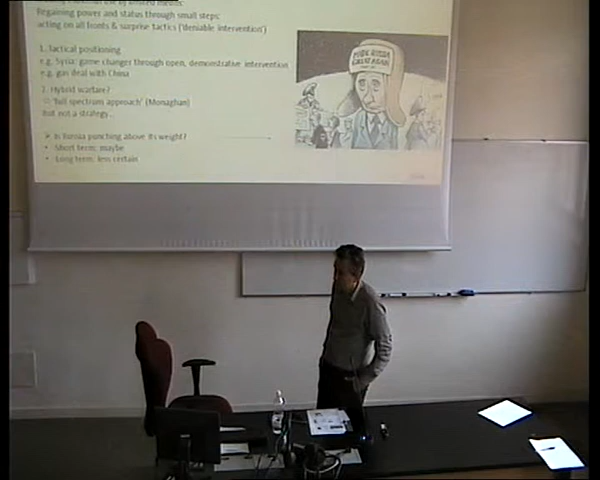 Regaining power and status through small steps:
acting on all fronts & surprise tactics ('deniable intervention')
1. Tactical positioning
e.g. Syria: game changer through open, demonstrative intervention
e.g. gas deal with China
2. Hybrid warfare?
'full spectrum approach' (Monaghan)
But not a strategy...
➢ Is Russia punching above its weight?
• Short term: maybe
• Long term: less certain
MAKE RUSSIA
GREAT AGAIN